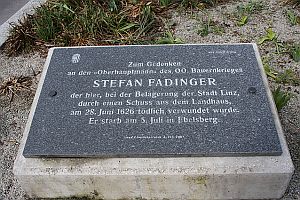 Zum Gedenken
an den »Oberhauptmann« des OÖ. Bauernkrieges
STEFAN FADINGER
der hier, bei der Belagerung der Stadt Linz,
durch einen Schuss aus dem Landhaus,
am 28. Juni 1626 tödlich verwundet wurde.
Er starb am 5. Juli in Ebelsberg.